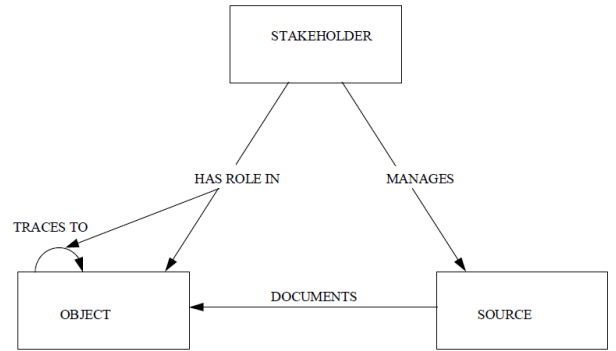 STAKEHOLDER
HAS ROLE IN
MANAGES
TRACES TO
DOCUMENTS
OBJECT
SOURCE